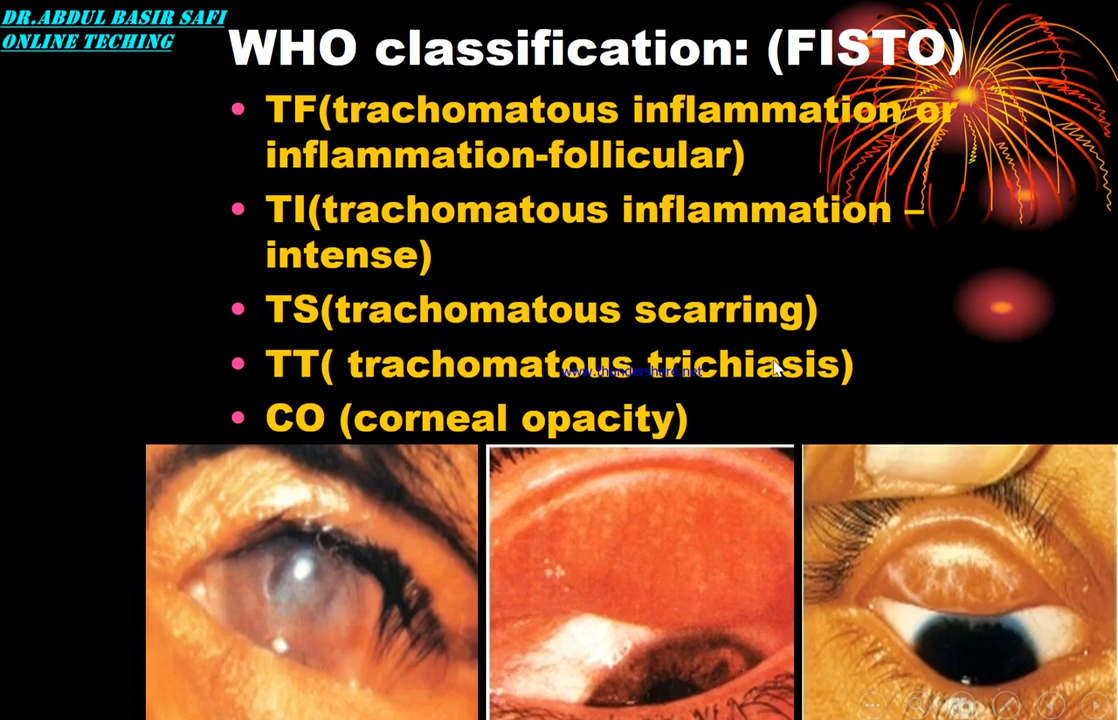 DR.ABDUL BASIR SAFI
ONLINE TECHING
WHO classification: (FISTO)
• TF(trachomatous inflammation or
inflammation-follicular)
• TI(trachomatous inflammation –
intense)
• TS(trachomatous scarring)
• TT( trachomatous trichiasis)
• CO (corneal opacity)